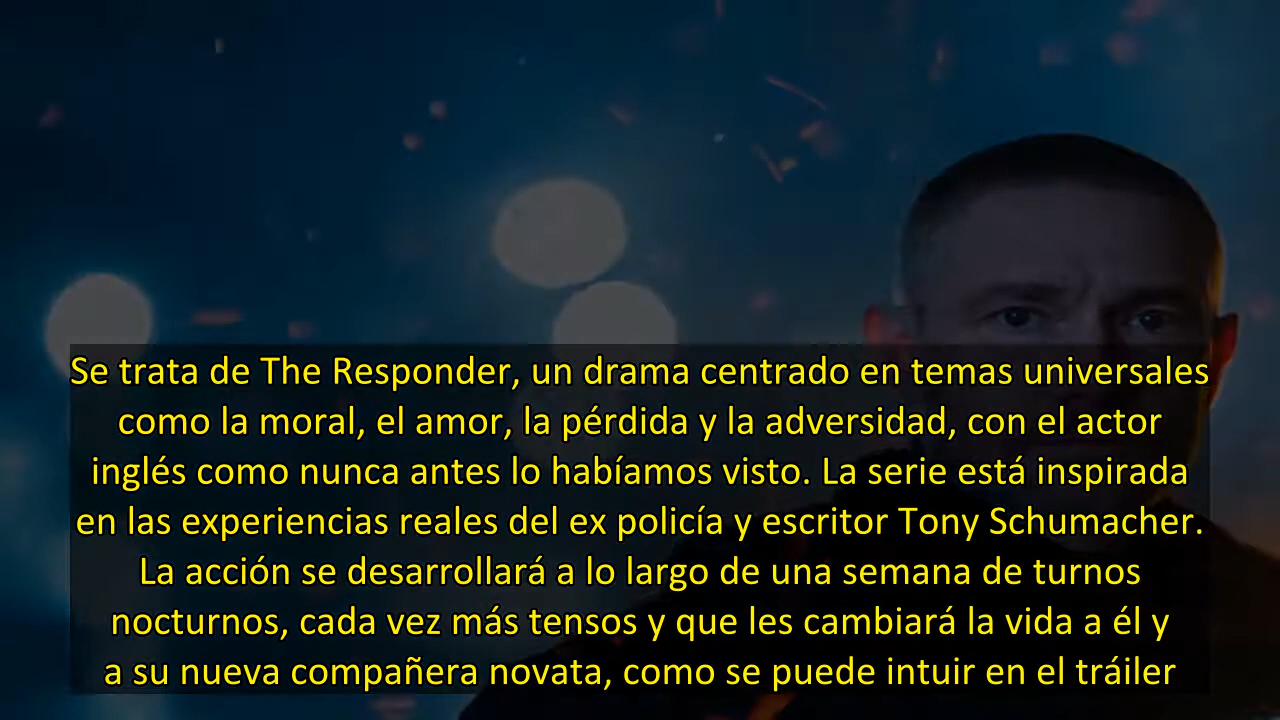 Se trata de The Responder, un drama centrado en temas universales
como la moral, el amor, la pérdida y la adversidad, con el actor
inglés como nunca antes lo habíamos visto. La serie está inspirada
en las experiencias reales del ex policía y escritor Tony Schumacher.
La acción se desarrollará a lo largo de una semana de turnos
nocturnos, cada vez más tensos y que les cambiará la vida a él y
a su nueva compañera novata, como se puede intuir en el tráiler